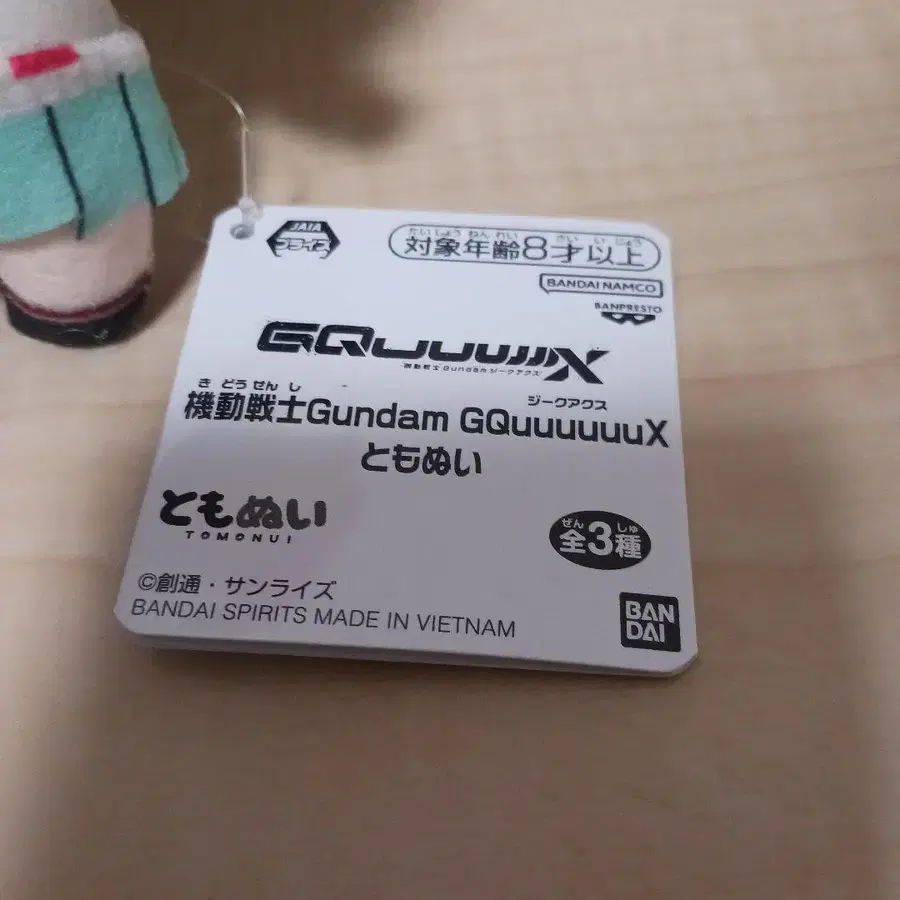 JAIA
プライズ
たいしょうねんれい さい いじょう
対象年齢8才以上
BANDAI NAMCO
BANPRESTO
GQuuuuuuX
機動戦士Gundam ジークアクス
きどうせんし ジークアクス
機動戦士Gundam GQuuuuuuX
ともぬい
ともぬい
TOMONUI
ぜん しゅ
全3種
©創通・サンライズ
BANDAI SPIRITS MADE IN VIETNAM
BAN
DAI